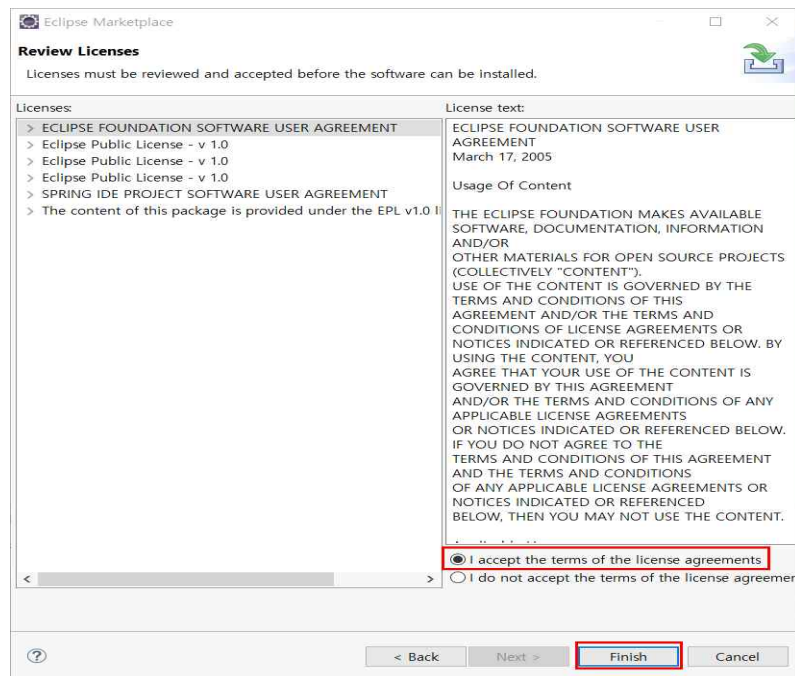 Eclipse Marketplace
Review Licenses
Licenses must be reviewed and accepted before the software can be installed.
Licenses:
> ECLIPSE FOUNDATION SOFTWARE USER AGREEMENT
> Eclipse Public License - v 1.0
> Eclipse Public License - v 1.0
> Eclipse Public License - v 1.0
> SPRING IDE PROJECT SOFTWARE USER AGREEMENT
> The content of this package is provided under the EPL v1.0 li
License text:
ECLIPSE FOUNDATION SOFTWARE USER
AGREEMENT
March 17, 2005
Usage Of Content
THE ECLIPSE FOUNDATION MAKES AVAILABLE
SOFTWARE, DOCUMENTATION, INFORMATION
AND/OR
OTHER MATERIALS FOR OPEN SOURCE PROJECTS
(COLLECTIVELY "CONTENT").
USE OF THE CONTENT IS GOVERNED BY THE
TERMS AND CONDITIONS OF THIS
AGREEMENT AND/OR THE TERMS AND
CONDITIONS OF LICENSE AGREEMENTS OR
NOTICES INDICATED OR REFERENCED BELOW. BY
USING THE CONTENT, YOU
AGREE THAT YOUR USE OF THE CONTENT IS
GOVERNED BY THIS AGREEMENT
AND/OR THE TERMS AND CONDITIONS OF ANY
APPLICABLE LICENSE AGREEMENTS
OR NOTICES INDICATED OR REFERENCED BELOW.
IF YOU DO NOT AGREE TO THE
TERMS AND CONDITIONS OF THIS AGREEMENT
AND THE TERMS AND CONDITIONS
OF ANY APPLICABLE LICENSE AGREEMENTS OR
NOTICES INDICATED OR REFERENCED
BELOW, THEN YOU MAY NOT USE THE CONTENT.
I accept the terms of the license agreements
I do not accept the terms of the license agreemer
? < Back Next > Finish Cancel